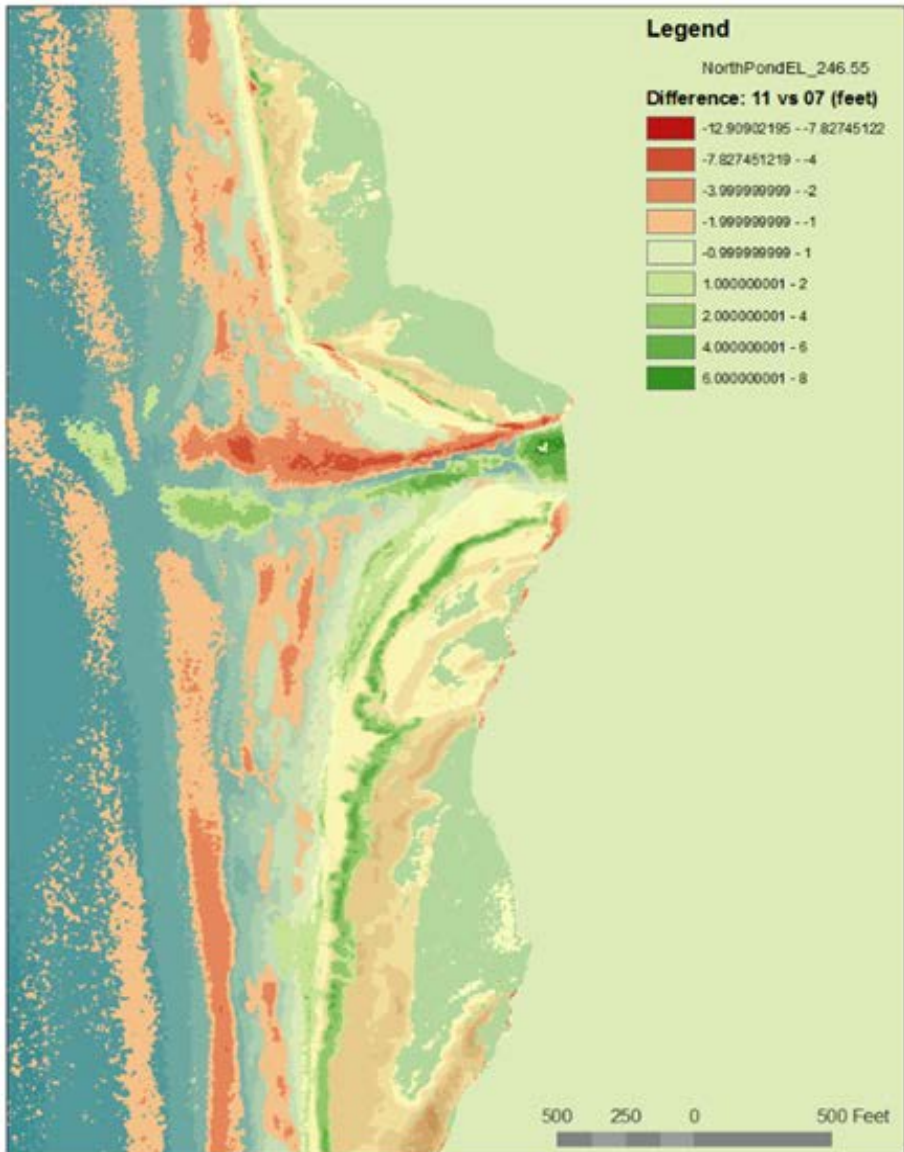 Legend
NorthPondEL_246.55
Difference: 11 vs 07 (feet)
-12.90902195 - -7.82745122
-7.827451219 - -4
-3.999999999 - -2
-1.999999999 - -1
-0.999999999 - 1
1.000000001 - 2
2.000000001 - 4
4.000000001 - 6
6.000000001 - 8
500 250 0 500 Feet